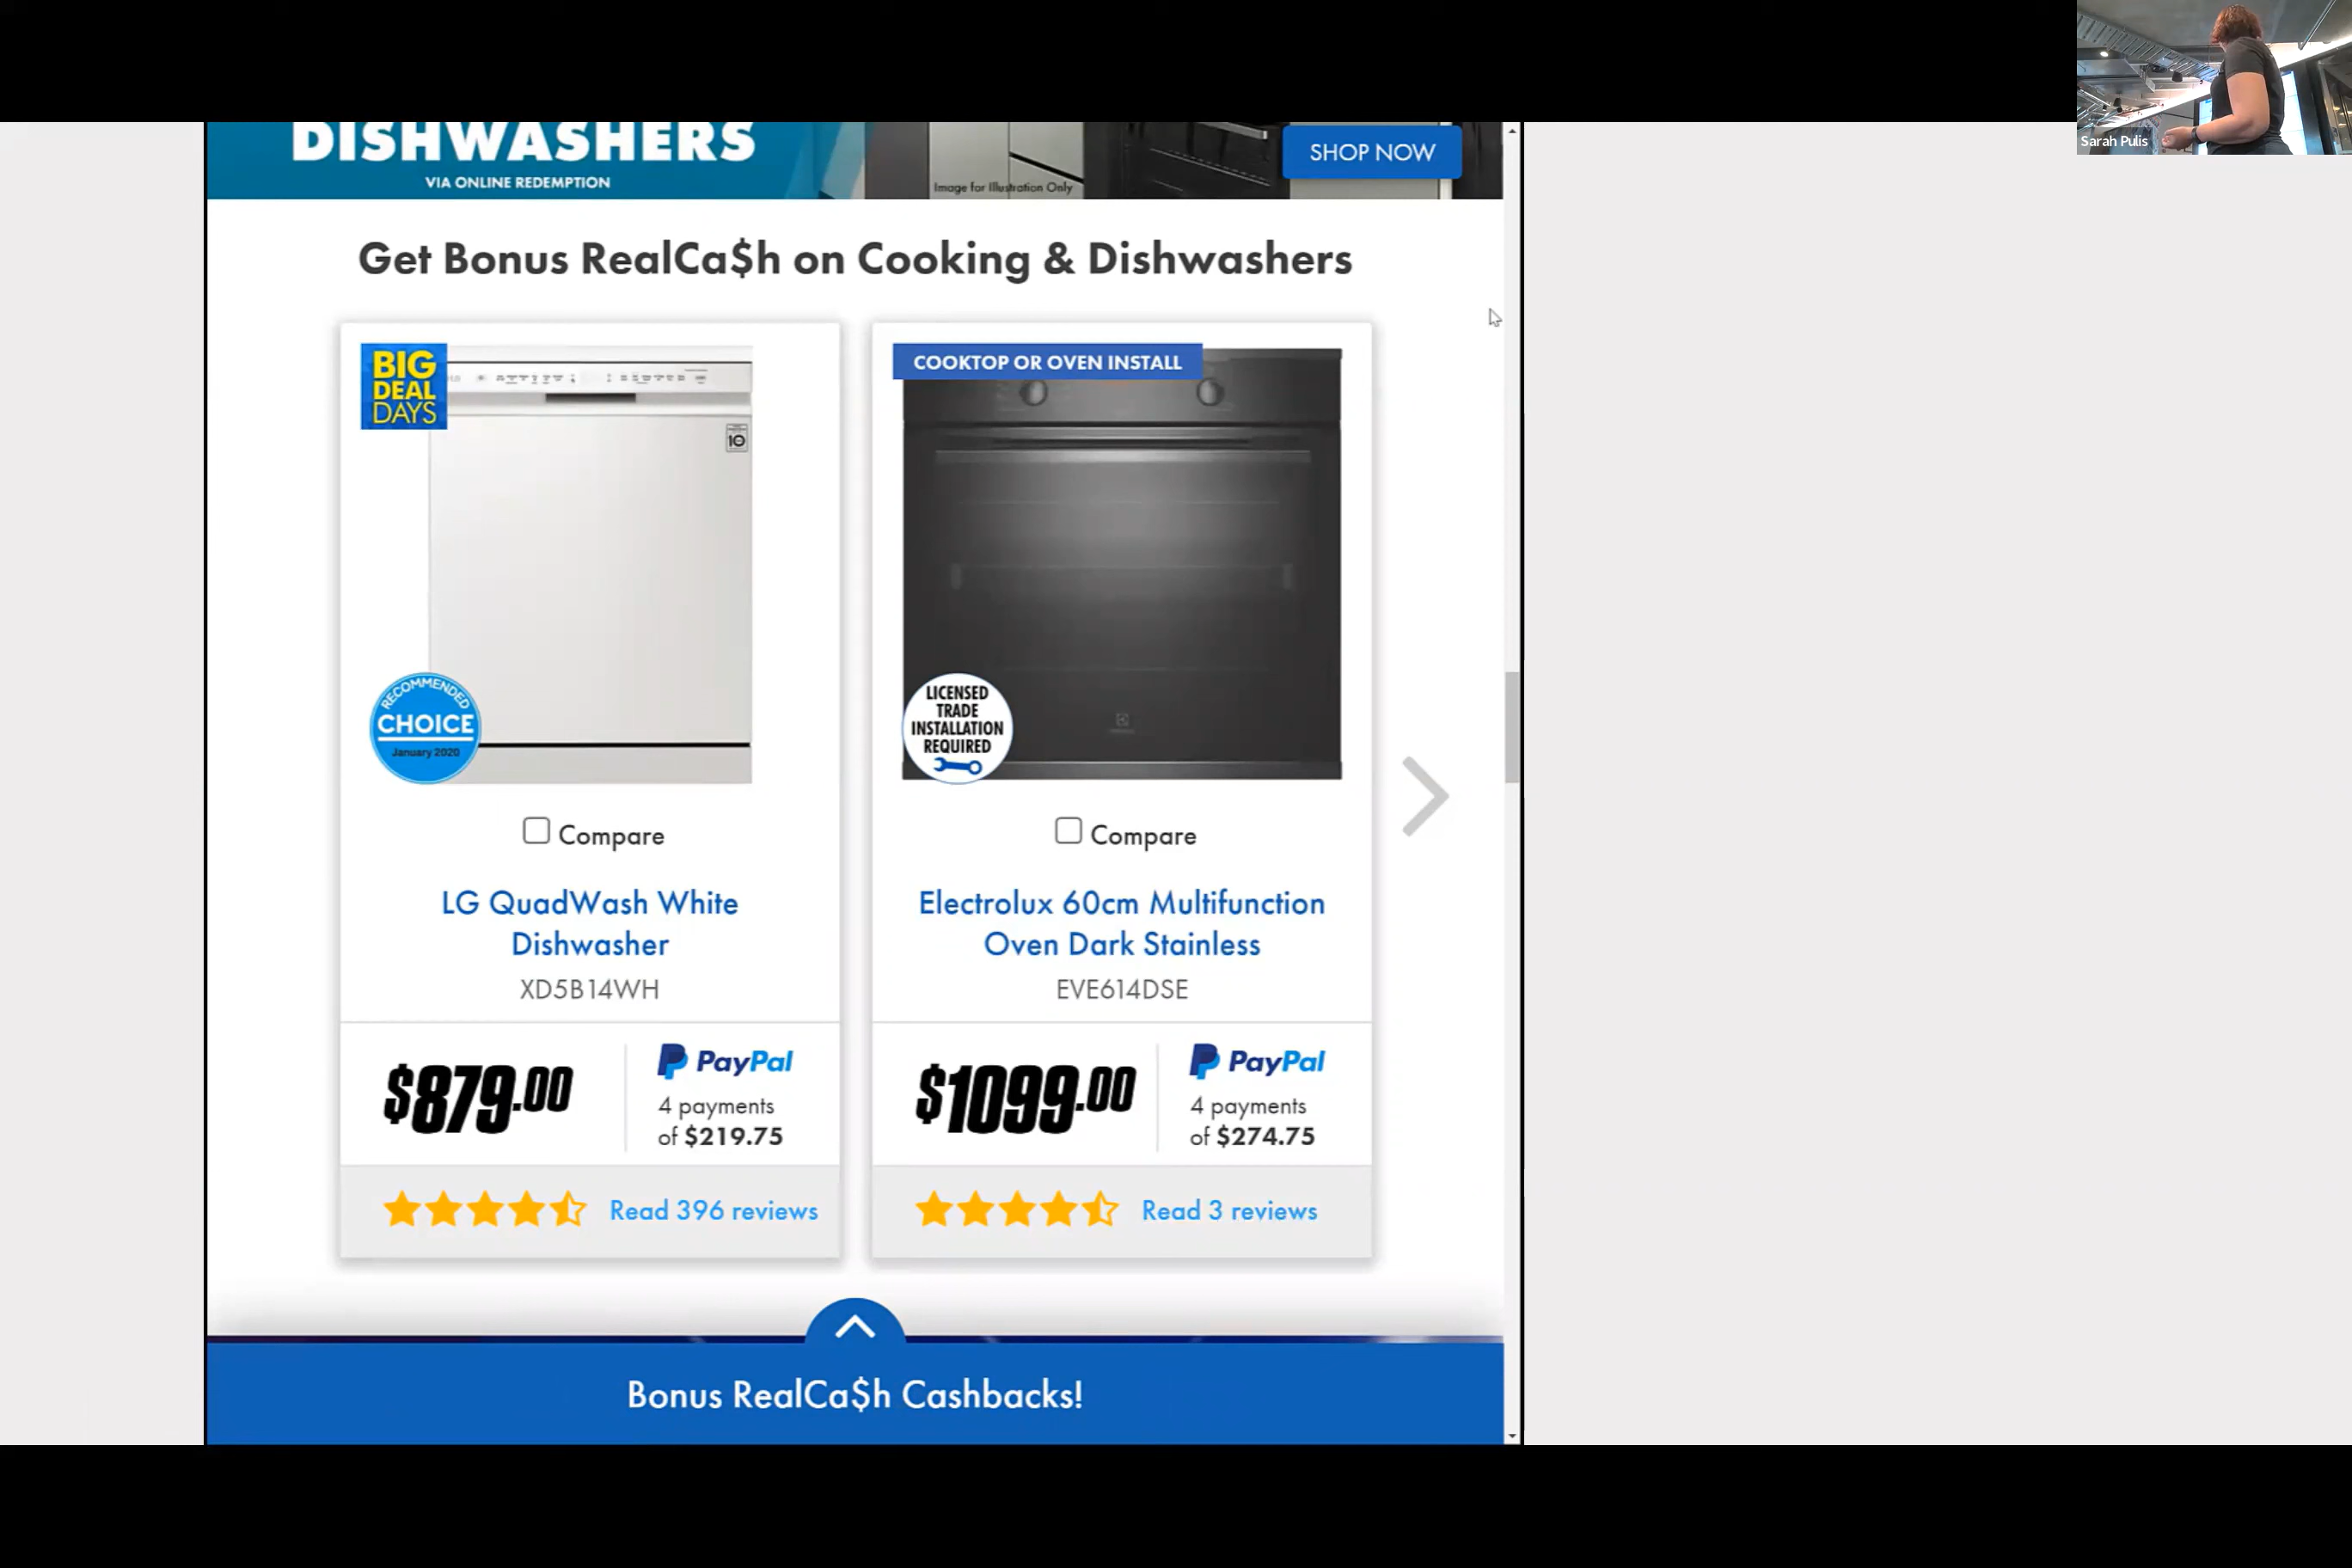 Sarah Pulis
DISHWASHERS
VIA ONLINE REDEMPTION
Image for Illustration Only
SHOP NOW
Get Bonus RealCa$h on Cooking & Dishwashers
BIG
DEAL
DAYS
10
RECOMMENDED
CHOICE
January 2020
Compare
LG QuadWash White
Dishwasher
XD5B14WH
$879.00
PayPal
4 payments
of $219.75
Read 396 reviews
COOKTOP OR OVEN INSTALL
LICENSED
TRADE
INSTALLATION
REQUIRED
Compare
Electrolux 60cm Multifunction
Oven Dark Stainless
EVE614DSE
$1099.00
PayPal
4 payments
of $274.75
Read 3 reviews
Bonus RealCa$h Cashbacks!